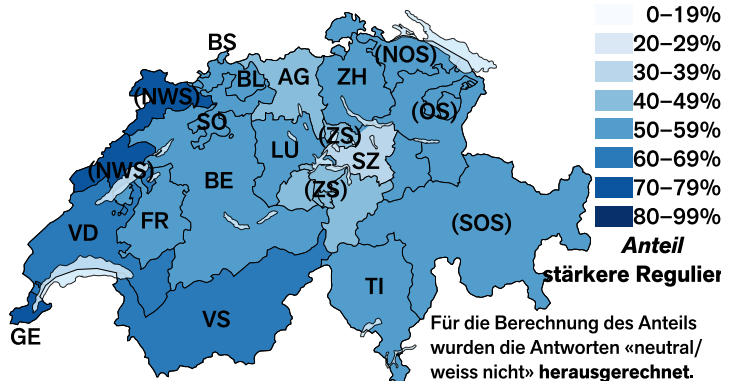 BS
(NOS)
BL
AG
ZH
(NWS)
(OS)
SO
(ZS)
LU
SZ
(NWS)
BE
(ZS)
FR
(SOS)
VD
TI
VS
GE
0–19%
20–29%
30–39%
40–49%
50–59%
60–69%
70–79%
80–99%
Anteil
stärkere Regulier
Für die Berechnung des Anteils
wurden die Antworten «neutral/
weiss nicht» herausgerechnet.